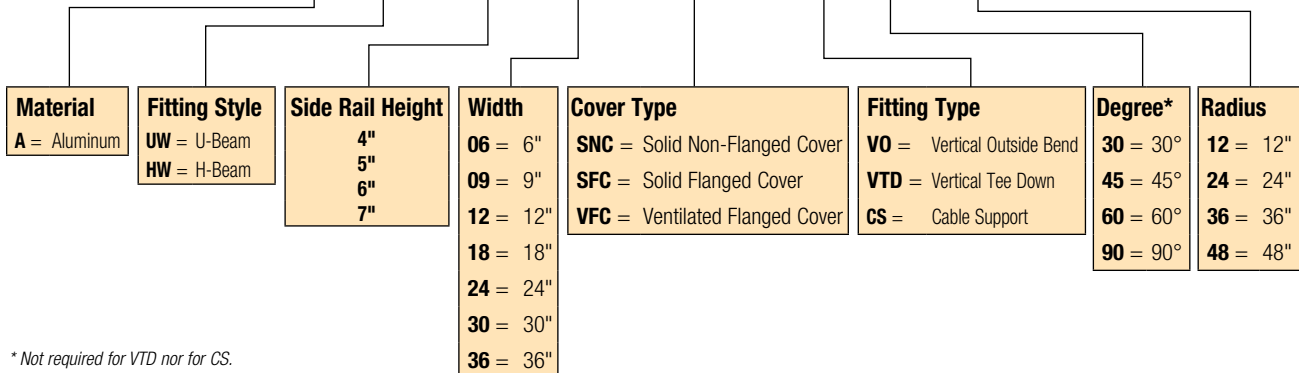 Material
A = Aluminum
Fitting Style
UW = U-Beam
HW = H-Beam
Side Rail Height
4"
5"
6"
7"
Width
06 = 6"
09 = 9"
12 = 12"
18 = 18"
24 = 24"
30 = 30"
36 = 36"
Cover Type
SNC = Solid Non-Flanged Cover
SFC = Solid Flanged Cover
VFC = Ventilated Flanged Cover
Fitting Type
VO = Vertical Outside Bend
VTD = Vertical Tee Down
CS = Cable Support
Degree*
30 = 30°
45 = 45°
60 = 60°
90 = 90°
Radius
12 = 12"
24 = 24"
36 = 36"
48 = 48"
* Not required for VTD nor for CS.